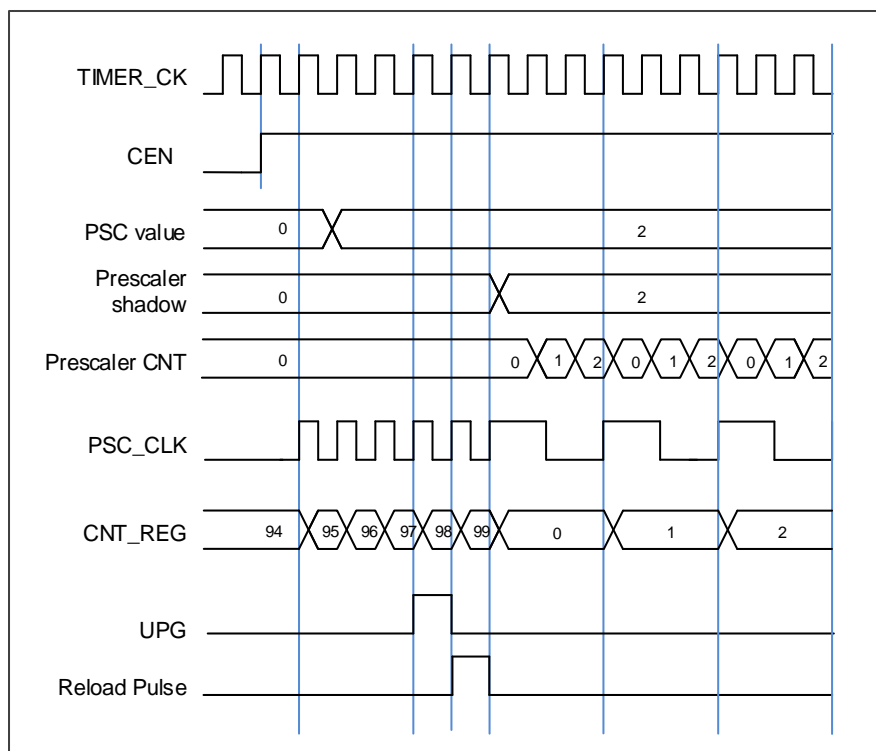 TIMER_CK
CEN
PSC value 0 2
Prescaler
shadow 0 2
Prescaler CNT 0 0 1 2 0 1 2 0 1 2
PSC_CLK
CNT_REG 94 95 96 97 98 99 0 1 2
UPG
Reload Pulse